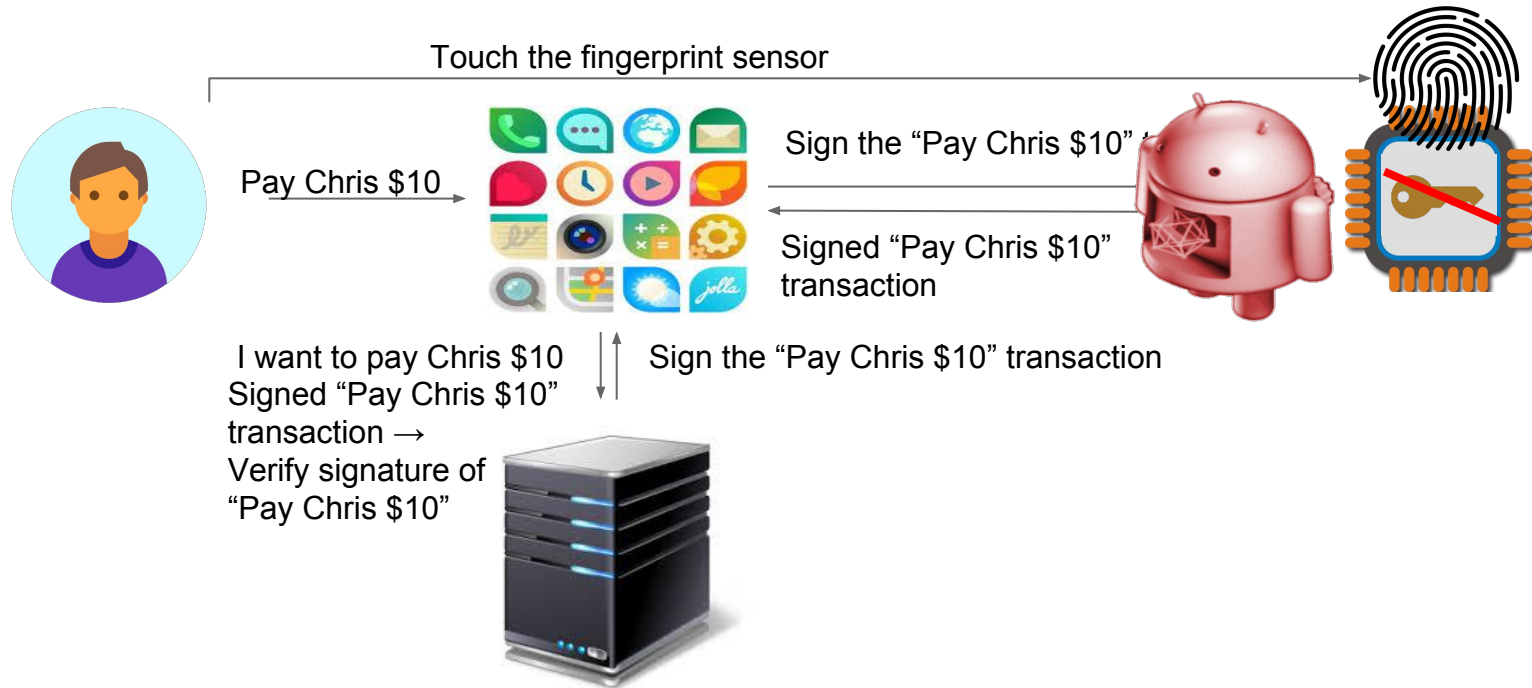 Touch the fingerprint sensor
Pay Chris $10
Sign the “Pay Chris $10”
Signed “Pay Chris $10”
transaction
jolla
I want to pay Chris $10
Signed “Pay Chris $10”
transaction →
Verify signature of
“Pay Chris $10”
Sign the “Pay Chris $10” transaction